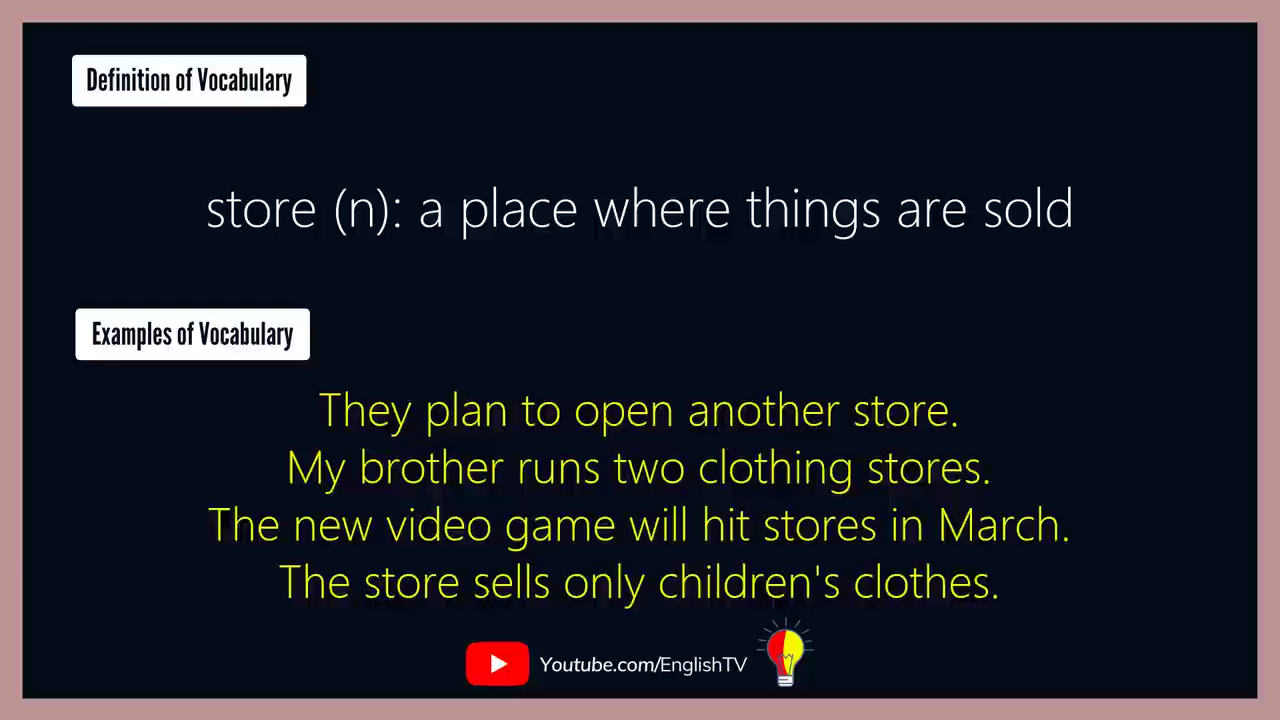 Definition of Vocabulary
store (n): a place where things are sold
Examples of Vocabulary
They plan to open another store.
My brother runs two clothing stores.
The new video game will hit stores in March.
The store sells only children's clothes.
Youtube.com/EnglishTV